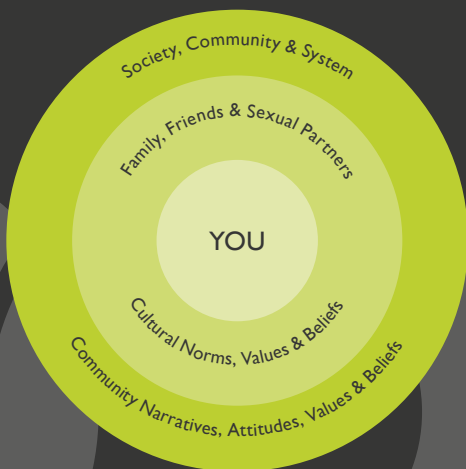 Society, Community & System
Family, Friends & Sexual Partners
YOU
Cultural Norms, Values & Beliefs
Community Narratives, Attitudes, Values & Beliefs